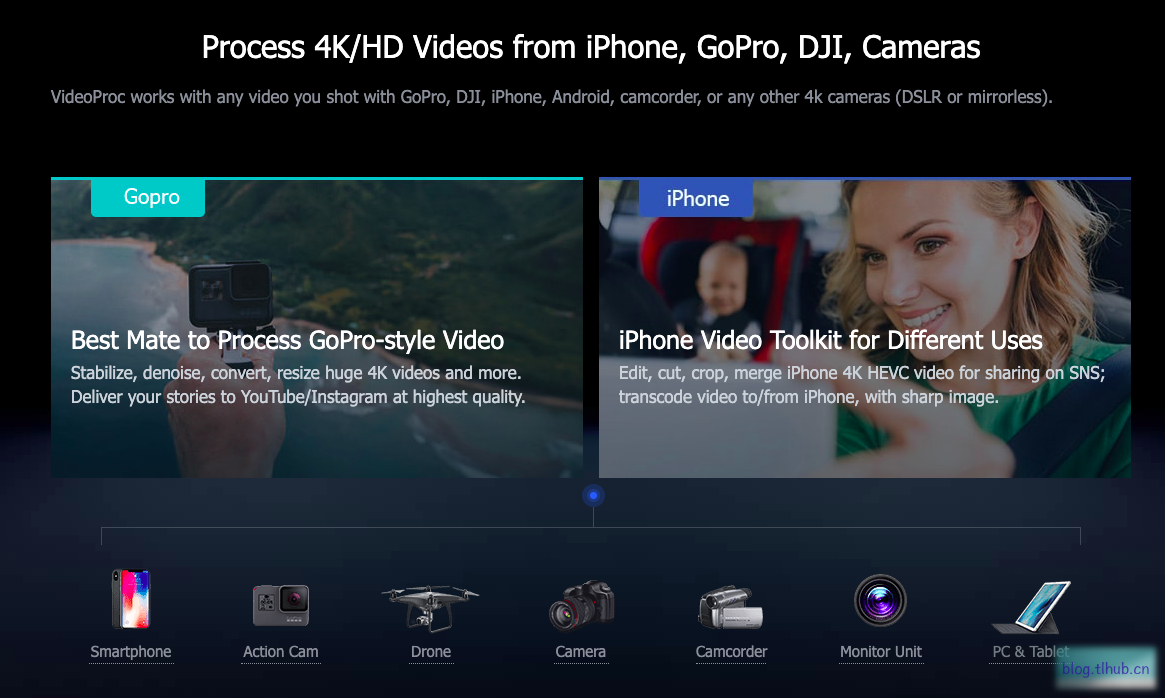 Process 4K/HD Videos from iPhone, GoPro, DJI, Cameras
VideoProc works with any video you shot with GoPro, DJI, iPhone, Android, camcorder, or any other 4k cameras (DSLR or mirrorless).
Gopro
Best Mate to Process GoPro-style Video
Stabilize, denoise, convert, resize huge 4K videos and more.
Deliver your stories to YouTube/Instagram at highest quality.
iPhone
iPhone Video Toolkit for Different Uses
Edit, cut, crop, merge iPhone 4K HEVC video for sharing on SNS;
transcode video to/from iPhone, with sharp image.
Smartphone
Action Cam
Drone
Camera
Camcorder
Monitor Unit
PC & Tablet
blog.tlhub.cn